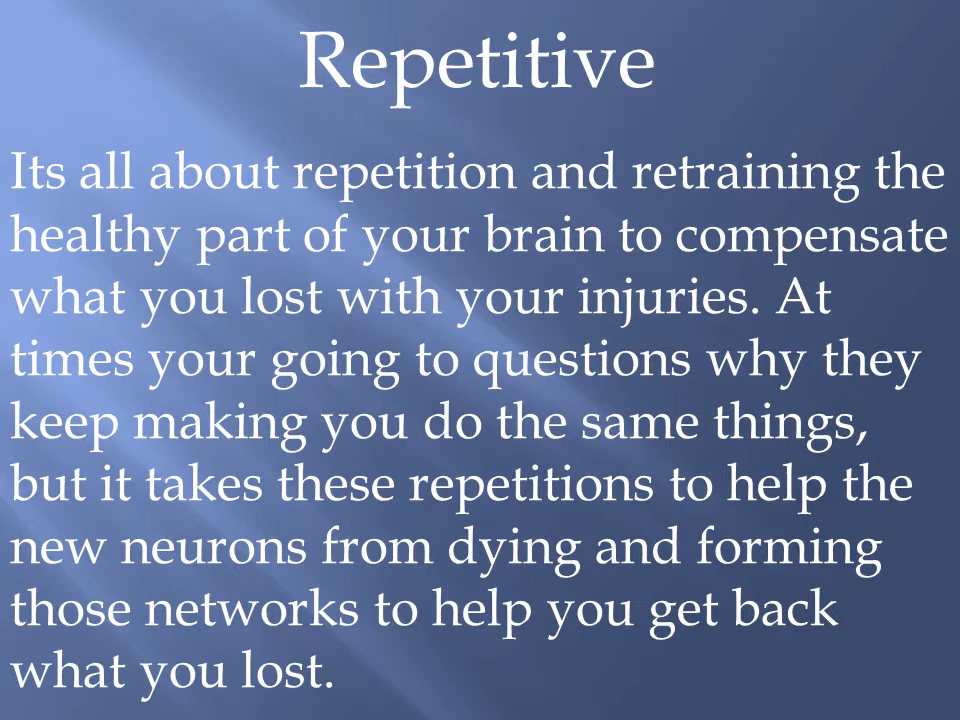 Repetitive
Its all about repetition and retraining the
healthy part of your brain to compensate
what you lost with your injuries. At
times your going to questions why they
keep making you do the same things,
but it takes these repetitions to help the
new neurons from dying and forming
those networks to help you get back
what you lost.